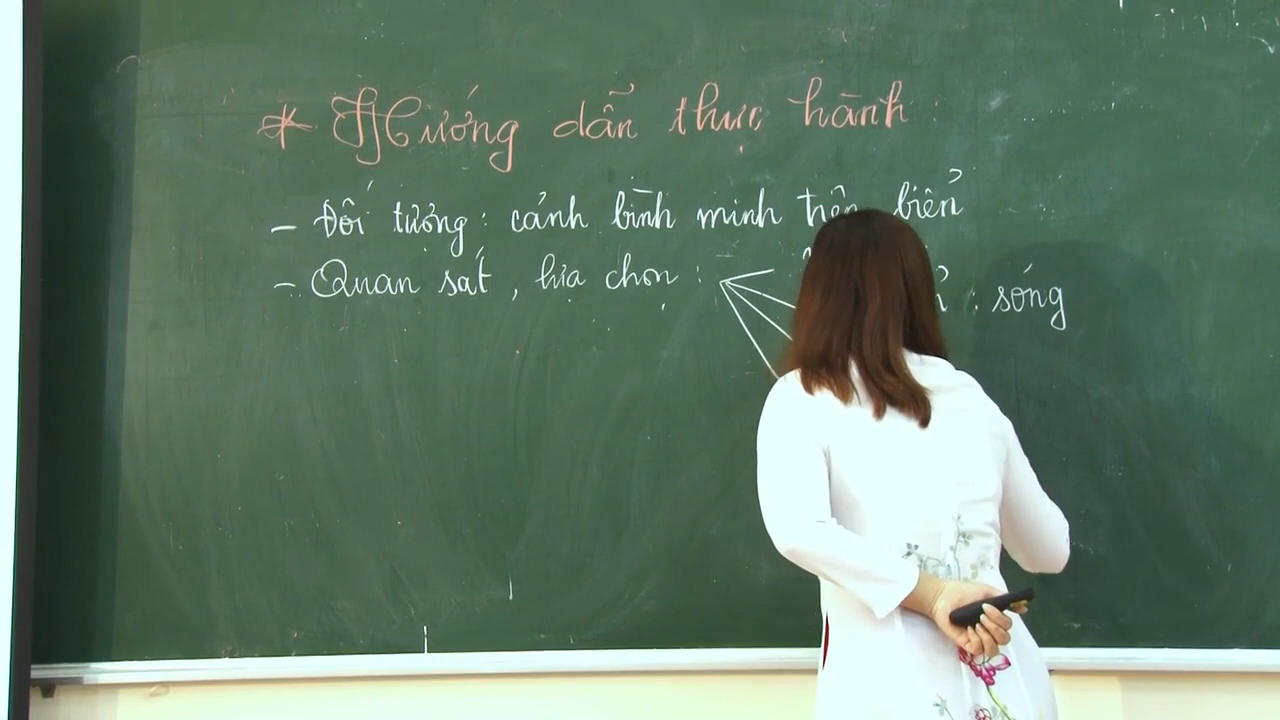 * Hướng dẫn thực hành :
- Đối tượng : cảnh bình minh trên biển
- Quan sát , lựa chọn :
: sóng